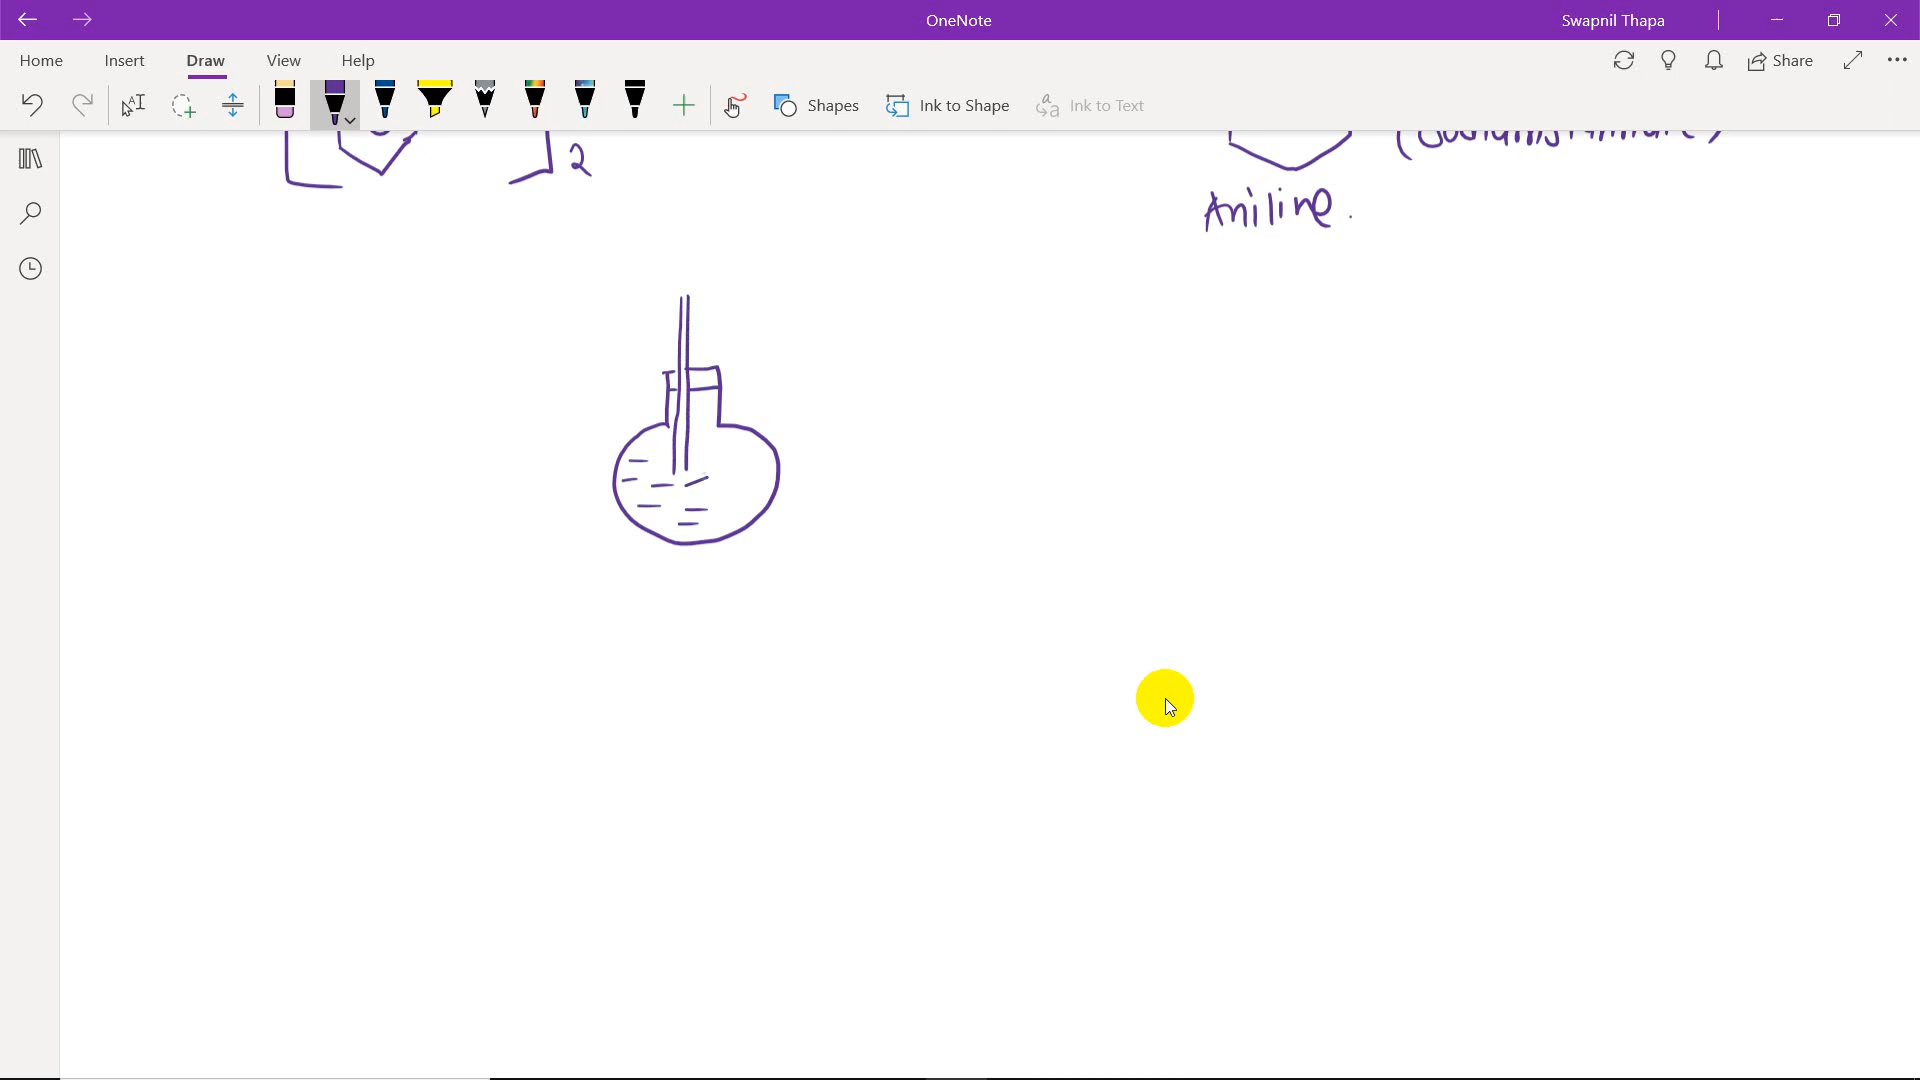 OneNote
Swapnil Thapa
Home Insert Draw View Help
Share
Shapes
Ink to Shape
Ink to Text
2
Aniline.